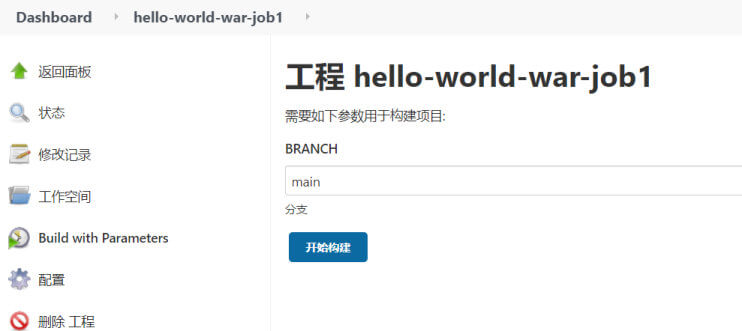 Dashboard hello-world-war-job1
返回面板
状态
修改记录
工作空间
Build with Parameters
配置
删除 工程
工程 hello-world-war-job1
需要如下参数用于构建项目:
BRANCH
main
分支
开始构建